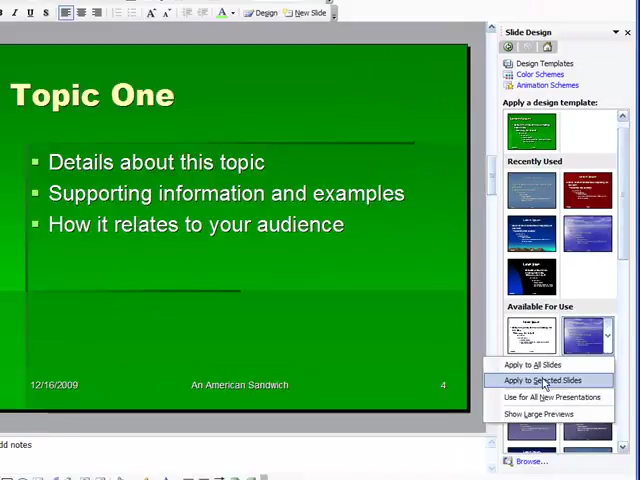 B I U S
Design New Slide
Slide Design
Design Templates
Color Schemes
Animation Schemes
Apply a design template:
Recently Used
Available For Use
Apply to All Slides
Apply to Selected Slides
Use for All New Presentations
Show Large Previews
Browse...
Topic One
Details about this topic
Supporting information and examples
How it relates to your audience
12/16/2009 An American Sandwich 4
dd notes